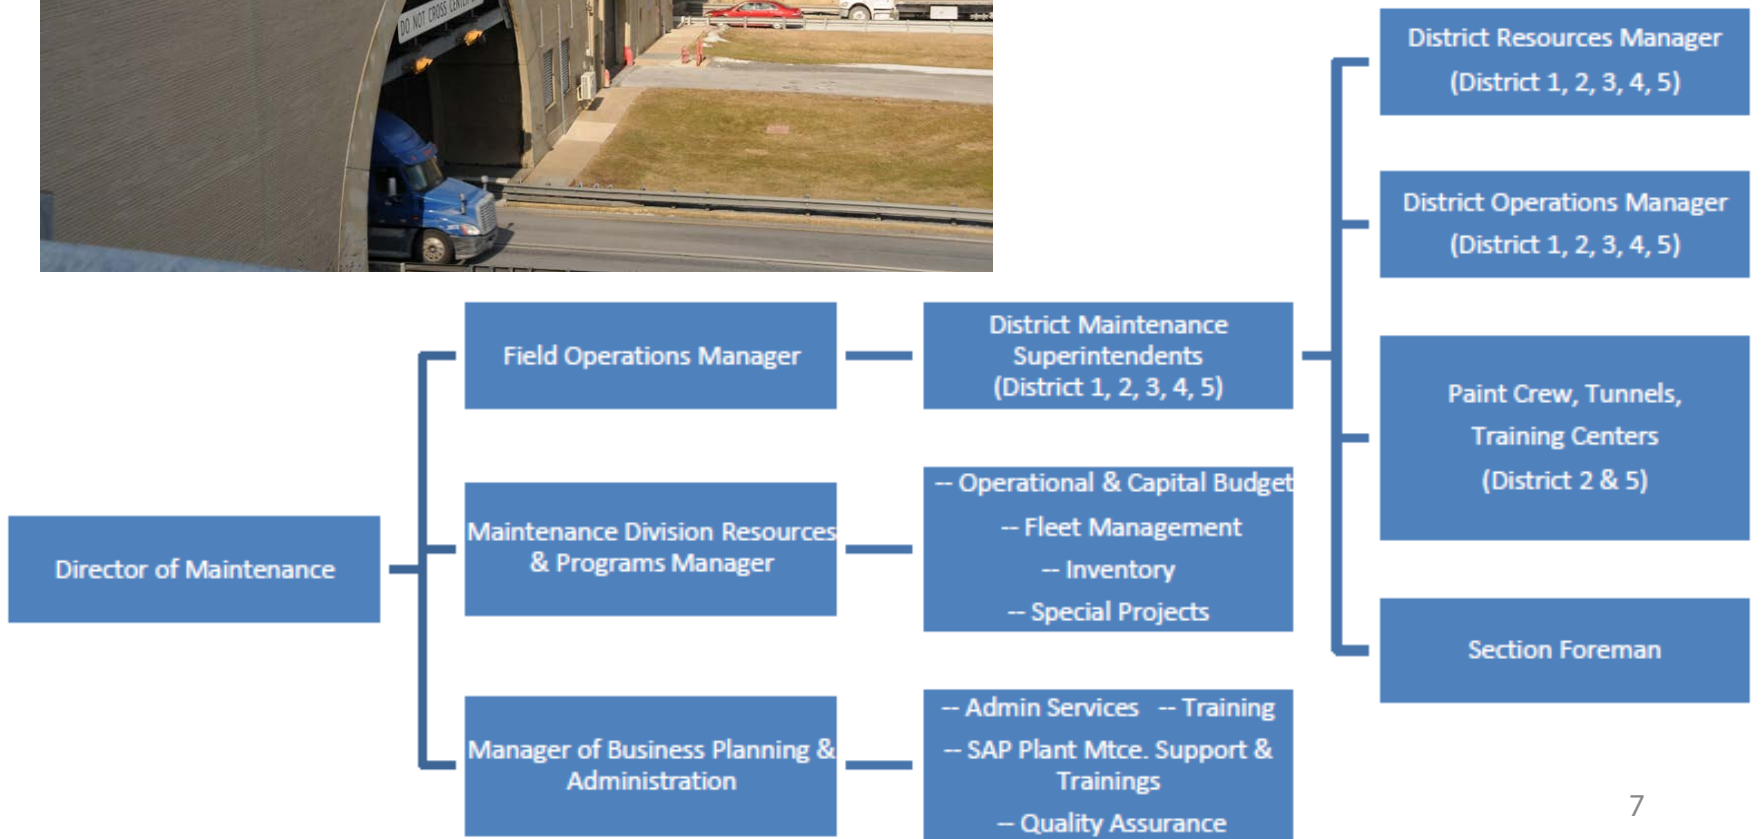 DO NOT CROSS CENTER
District Resources Manager
(District 1, 2, 3, 4, 5)
District Operations Manager
(District 1, 2, 3, 4, 5)
Field Operations Manager
District Maintenance
Superintendents
(District 1, 2, 3, 4, 5)
Paint Crew, Tunnels,
Training Centers
(District 2 & 5)
Maintenance Division Resources
& Programs Manager
-- Operational & Capital Budget
-- Fleet Management
-- Inventory
-- Special Projects
Director of Maintenance
Section Foreman
Manager of Business Planning &
Administration
-- Admin Services -- Training
-- SAP Plant Mtce. Support &
Trainings
-- Quality Assurance
7